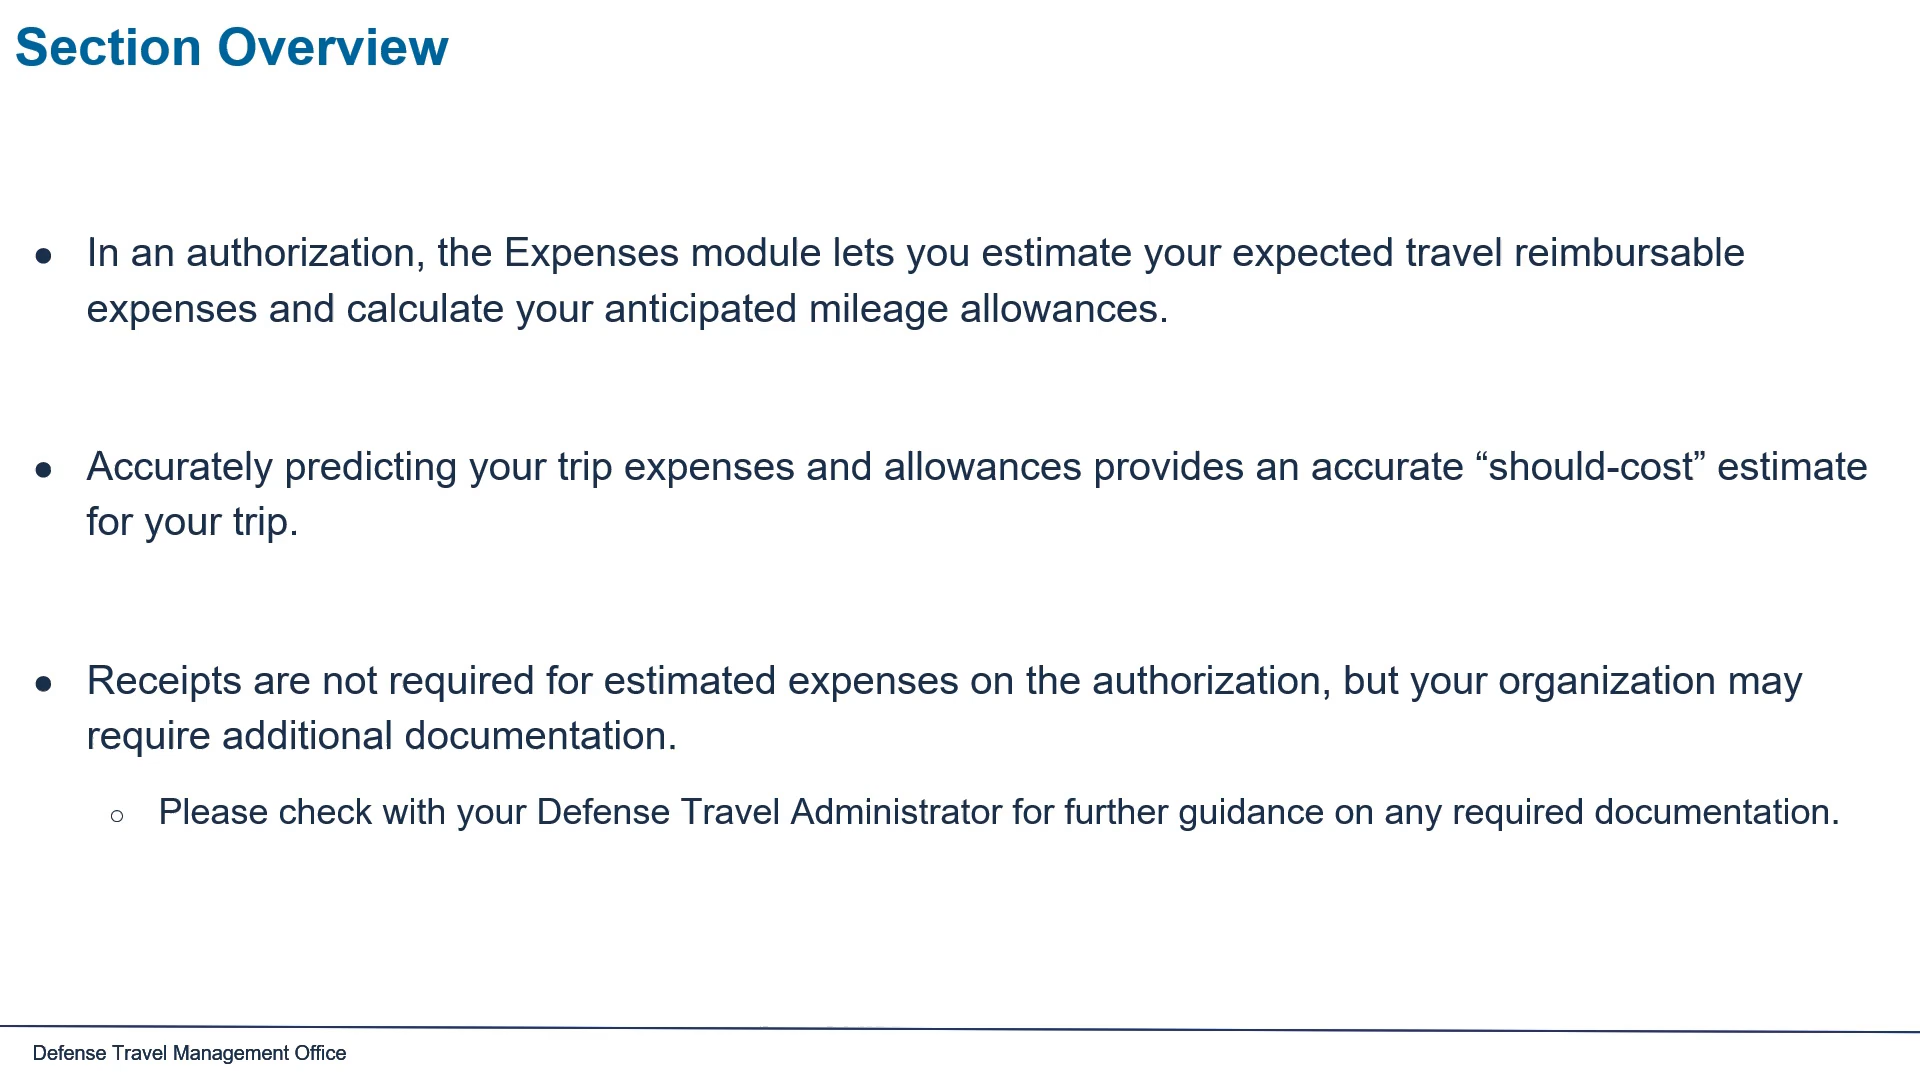 Section Overview
● In an authorization, the Expenses module lets you estimate your expected travel reimbursable
expenses and calculate your anticipated mileage allowances.
● Accurately predicting your trip expenses and allowances provides an accurate “should-cost” estimate
for your trip.
● Receipts are not required for estimated expenses on the authorization, but your organization may
require additional documentation.
○ Please check with your Defense Travel Administrator for further guidance on any required documentation.
Defense Travel Management Office